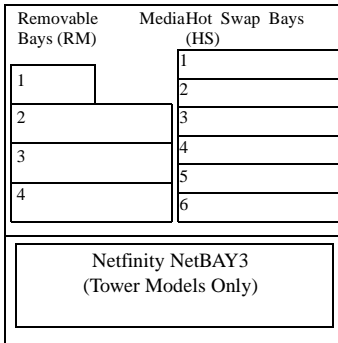 Removable MediaHot Swap Bays
Bays (RM) (HS)
1
2
3
4
1
2
3
4
5
6
Netfinity NetBAY3
(Tower Models Only)